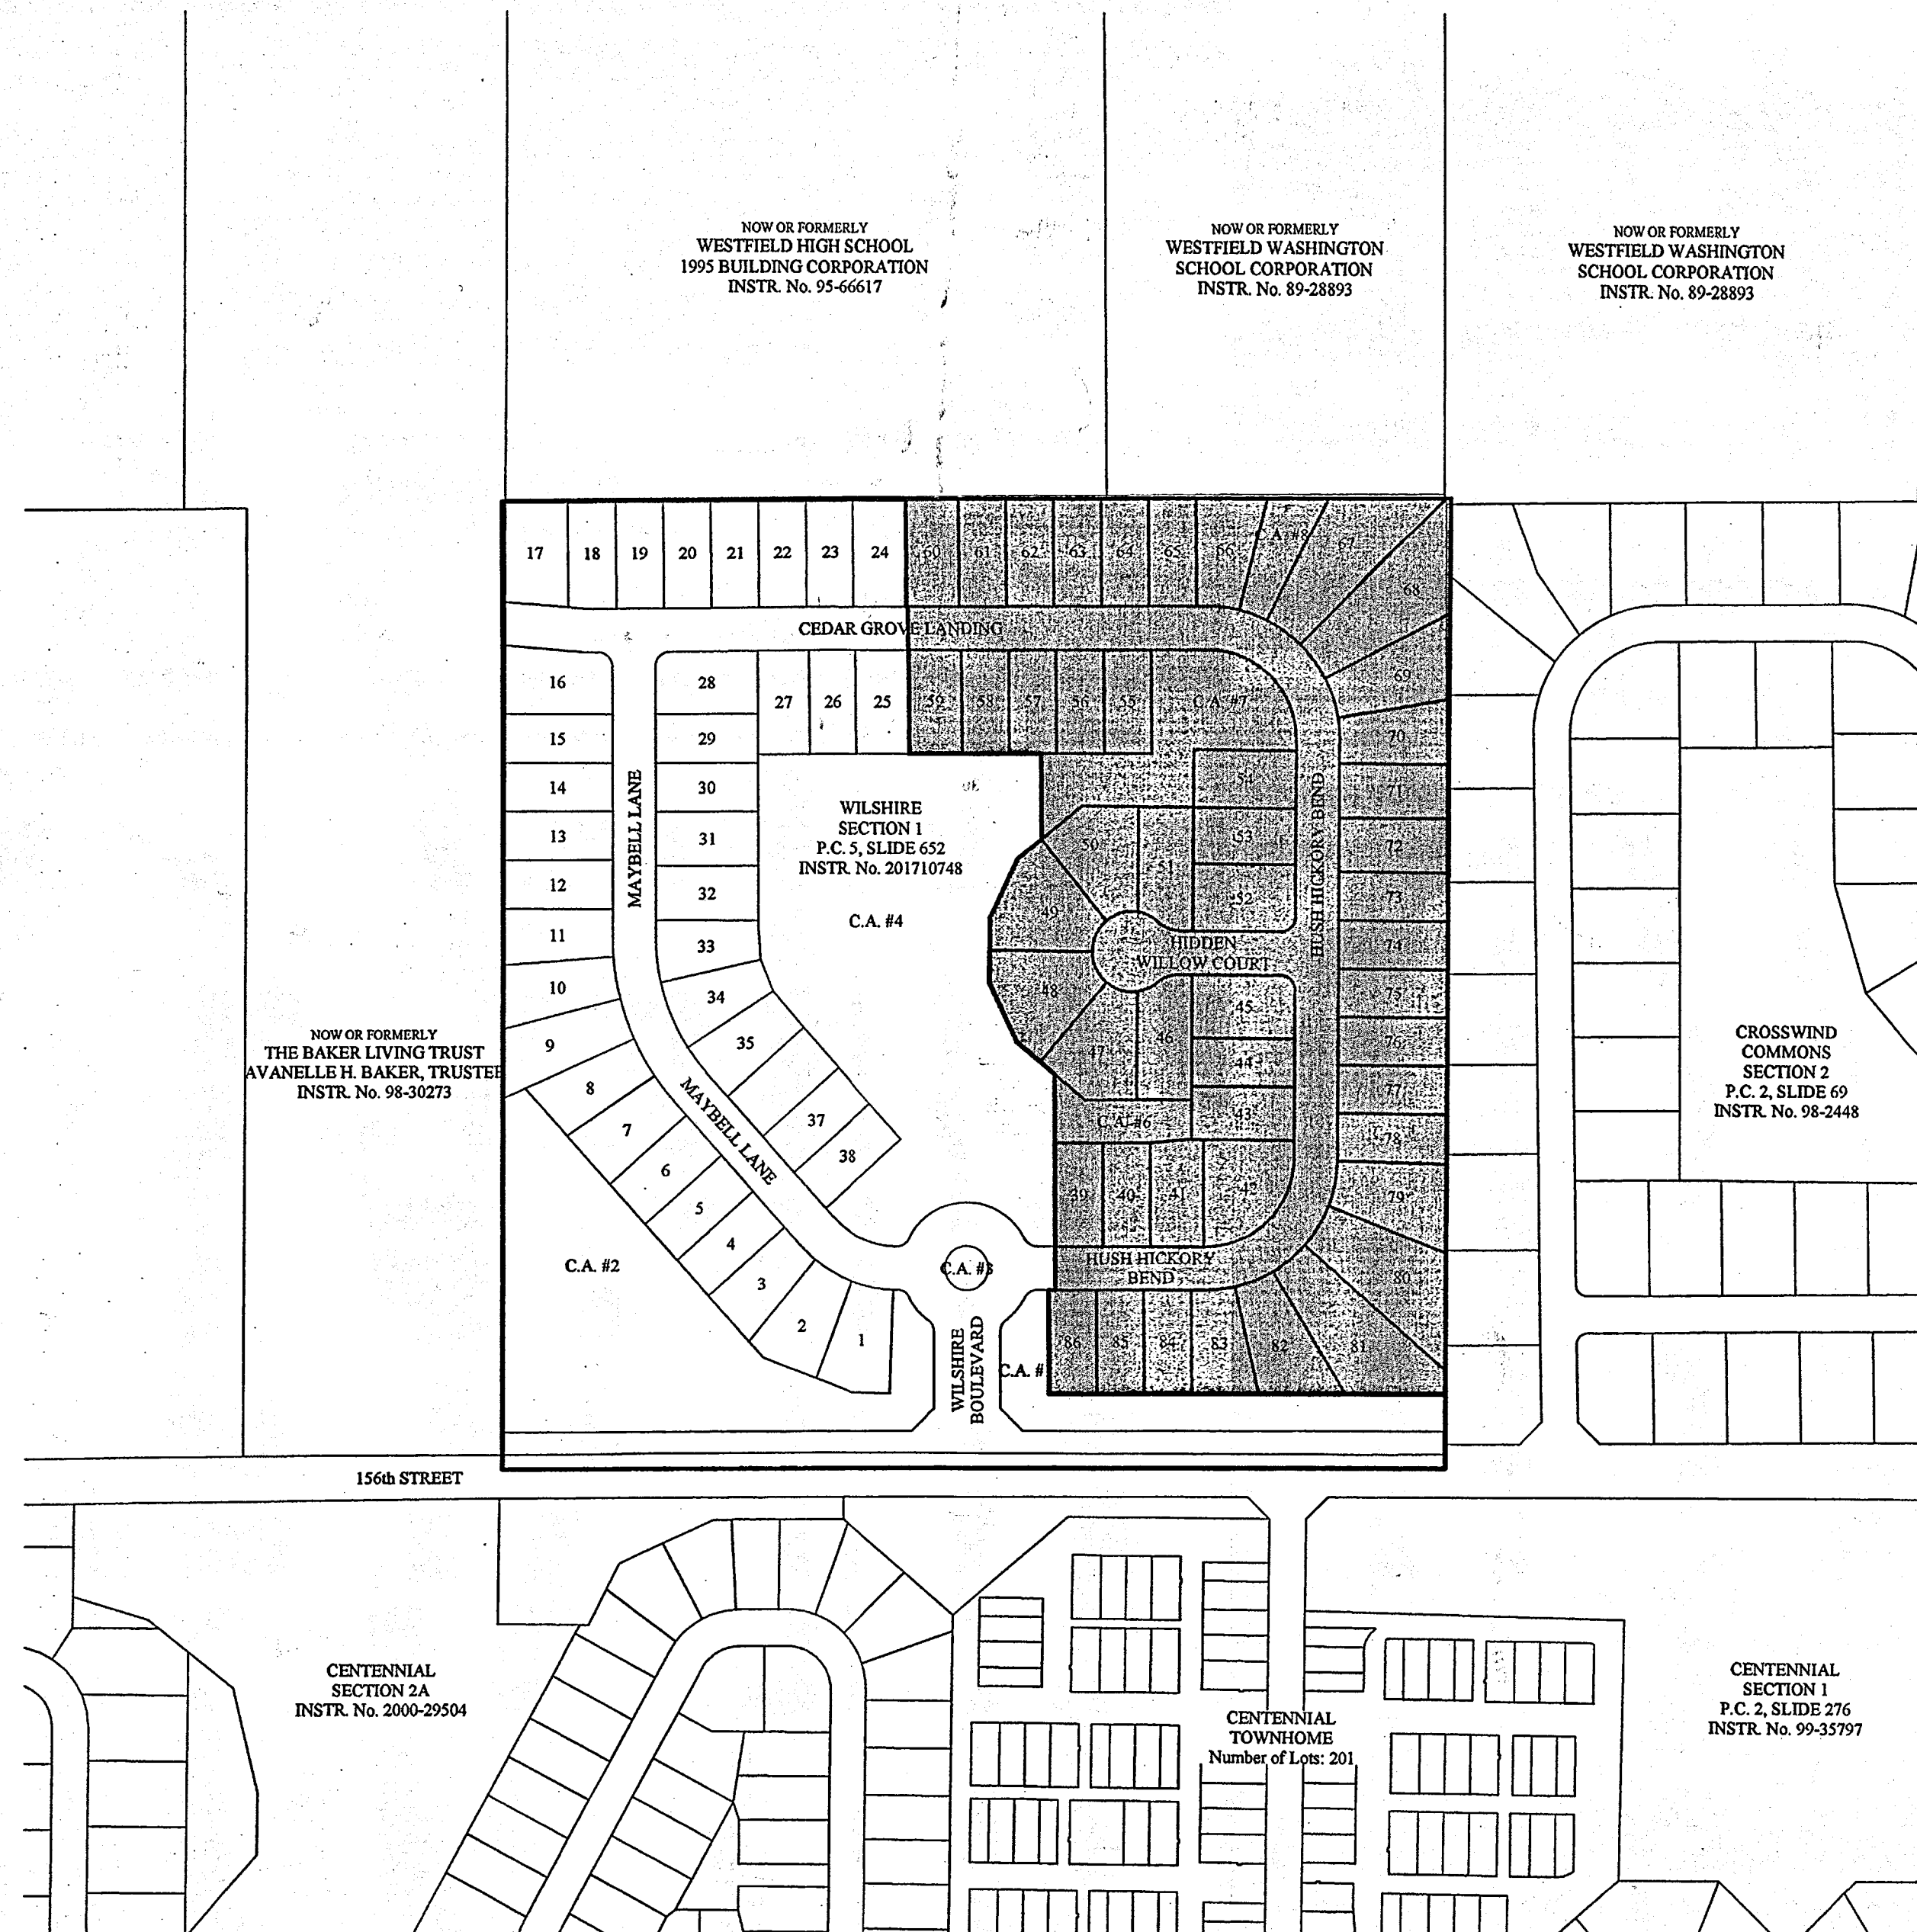 NOW OR FORMERLY
WESTFIELD HIGH SCHOOL
1995 BUILDING CORPORATION
INSTR. No. 95-66617
NOW OR FORMERLY
WESTFIELD WASHINGTON
SCHOOL CORPORATION
INSTR. No. 89-28893
NOW OR FORMERLY
WESTFIELD WASHINGTON
SCHOOL CORPORATION
INSTR. No. 89-28893
17 18 19 20 21 22 23 24 60 61 62 63 64 65 66 C.A. #8 67
68
CEDAR GROVE LANDING
16 28 27 26 25 59 58 57 56 55 C.A. #7 69
15 29 70
14 30 54 71
13 31 53 72
12 32 52 73
11 33 74
10 34 75
9 35 76
8 77
7 37 78
6 38 79
5
4
3
2
1
MAYBELL LANE
MAYBELL LANE
WILSHIRE
SECTION 1
P.C. 5, SLIDE 652
INSTR. No. 201710748
C.A. #4
50 51
49
48
47 46
45
44
43
HIDDEN
WILLOW COURT
HUSH HICKORY BEND
C.A. #6
39 40 41 42
HUSH HICKORY
BEND
80
86 85 84 83 82 81
C.A. #2
C.A. #3
C.A. #
WILSHIRE
BOULEVARD
NOW OR FORMERLY
THE BAKER LIVING TRUST
AVANELLE H. BAKER, TRUSTEE
INSTR. No. 98-30273
CROSSWIND
COMMONS
SECTION 2
P.C. 2, SLIDE 69
INSTR. No. 98-2448
156th STREET
CENTENNIAL
SECTION 2A
INSTR. No. 2000-29504
CENTENNIAL
TOWNHOME
Number of Lots: 201
CENTENNIAL
SECTION 1
P.C. 2, SLIDE 276
INSTR. No. 99-35797